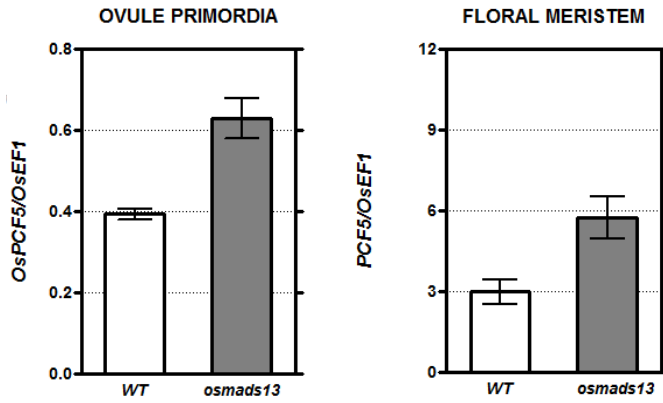 OVULE PRIMORDIA
OsPCF5/OsEF1
0.8
0.6
0.4
0.2
0.0
WT osmads13
FLORAL MERISTEM
PCF5/OsEF1
12
9
6
3
0
WT osmads13